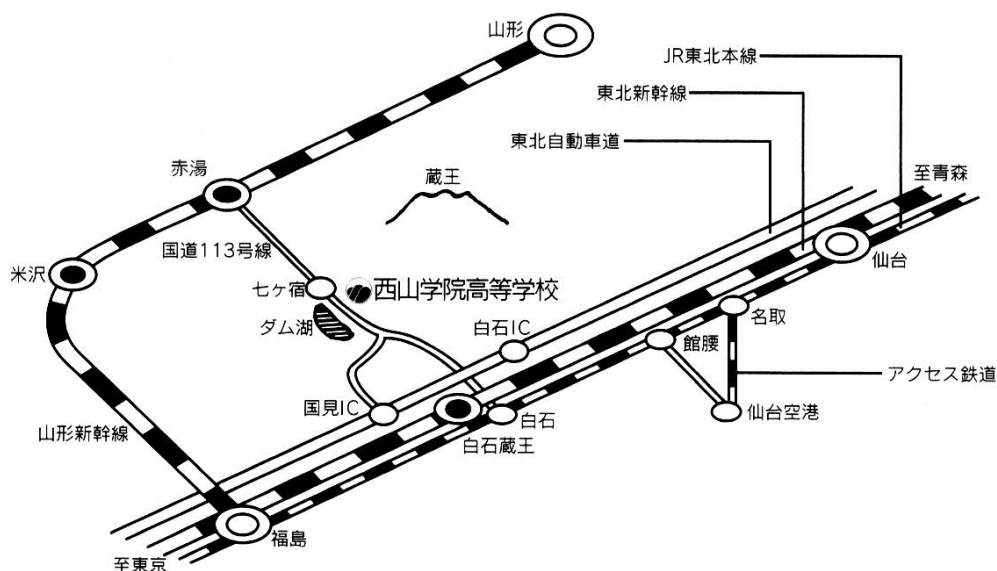 山形
JR東北本線
東北新幹線
東北自動車道
赤湯
蔵王
至青森
国道113号線
仙台
米沢
七ヶ宿
西山学院高等学校
名取
ダム湖
白石IC
館腰
アクセス鉄道
国見IC
白石
仙台空港
山形新幹線
白石蔵王
福島
至東京